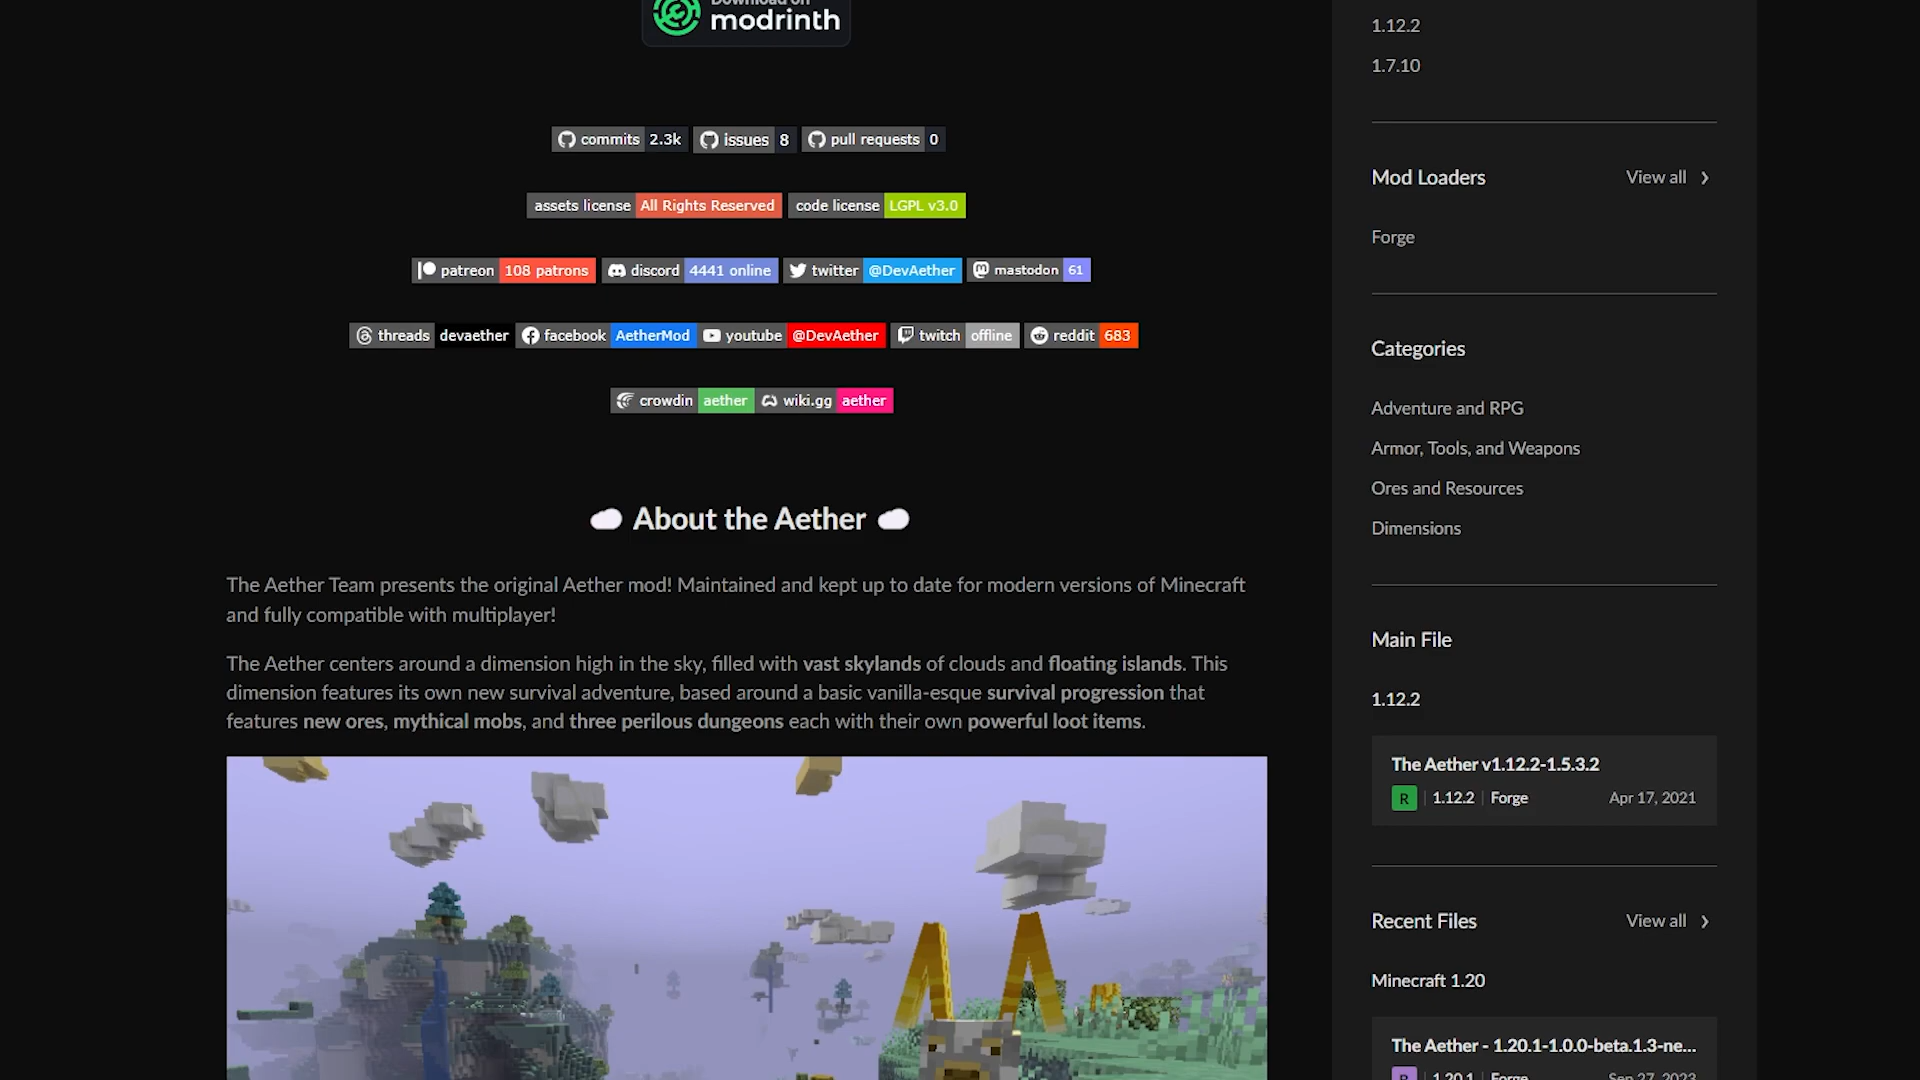 Download on
modrinth
commits 2.3k issues 8 pull requests 0
assets license All Rights Reserved code license LGPL v3.0
patreon 108 patrons discord 4441 online twitter @DevAether mastodon 61
threads devaether facebook AetherMod youtube @DevAether twitch offline reddit 683
crowdin aether wiki.gg aether
About the Aether
The Aether Team presents the original Aether mod! Maintained and kept up to date for modern versions of Minecraft
and fully compatible with multiplayer!
The Aether centers around a dimension high in the sky, filled with vast skylands of clouds and floating islands. This
dimension features its own new survival adventure, based around a basic vanilla-esque survival progression that
features new ores, mythical mobs, and three perilous dungeons each with their own powerful loot items.
1.12.2
1.7.10
Mod Loaders View all
Forge
Categories
Adventure and RPG
Armor, Tools, and Weapons
Ores and Resources
Dimensions
Main File
1.12.2
The Aether v1.12.2-1.5.3.2
R 1.12.2 Forge Apr 17, 2021
Recent Files View all
Minecraft 1.20
The Aether - 1.20.1-1.0.0-beta.1.3-ne...
R 1.20.1 Forge Sep 27, 2023